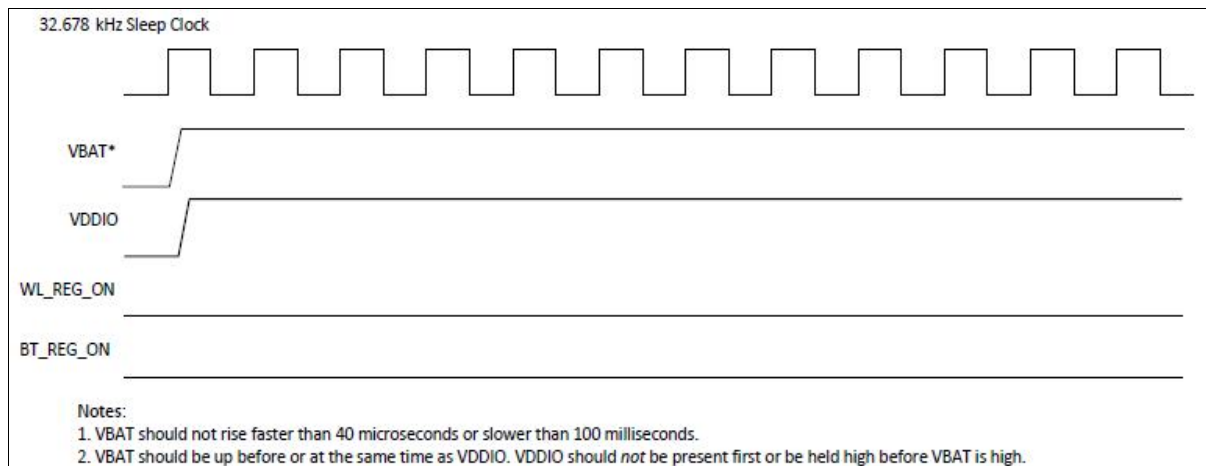 32.678 kHz Sleep Clock
VBAT*
VDDIO
WL_REG_ON
BT_REG_ON
Notes:
1. VBAT should not rise faster than 40 microseconds or slower than 100 milliseconds.
2. VBAT should be up before or at the same time as VDDIO. VDDIO should not be present first or be held high before VBAT is high.